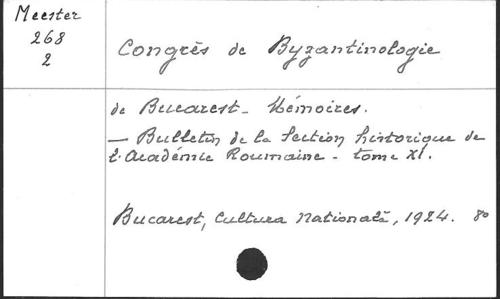 Meester
268
2
Congrès de Byzantinologie
de Bucarest - Mémoires.
— Bulletin de la Section historique de
l'Académie Roumaine - tome XI.
Bucarest, Cultura Natională, 1924. 8°